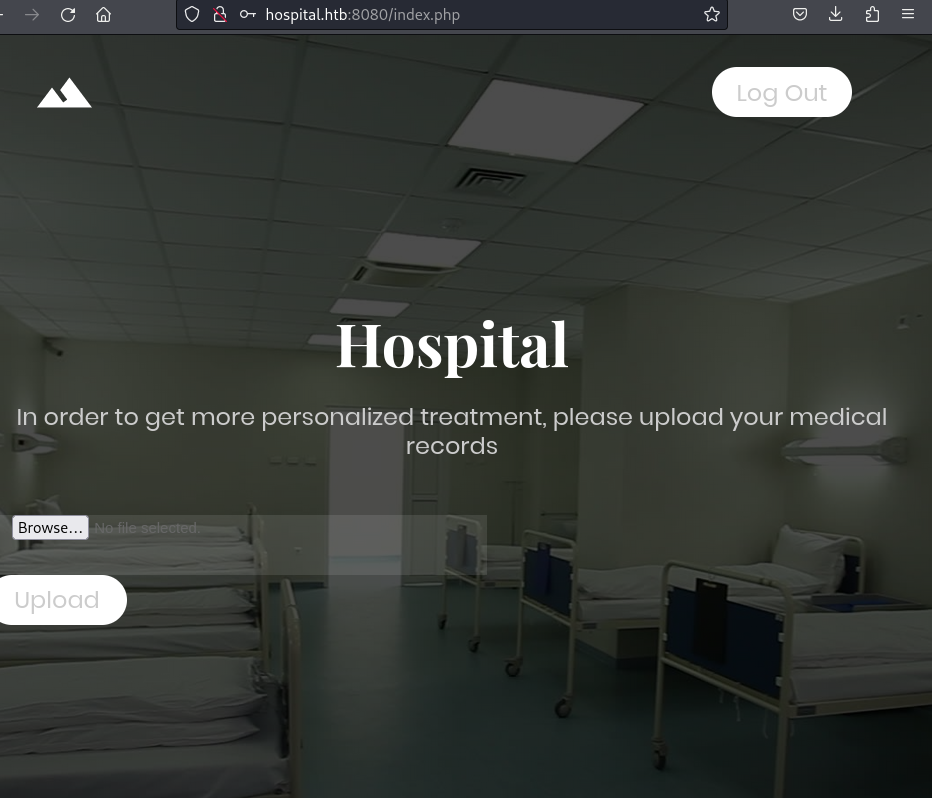 hospital.htb:8080/index.php
Log Out
Hospital
In order to get more personalized treatment, please upload your medical
records
Browse... No file selected.
Upload